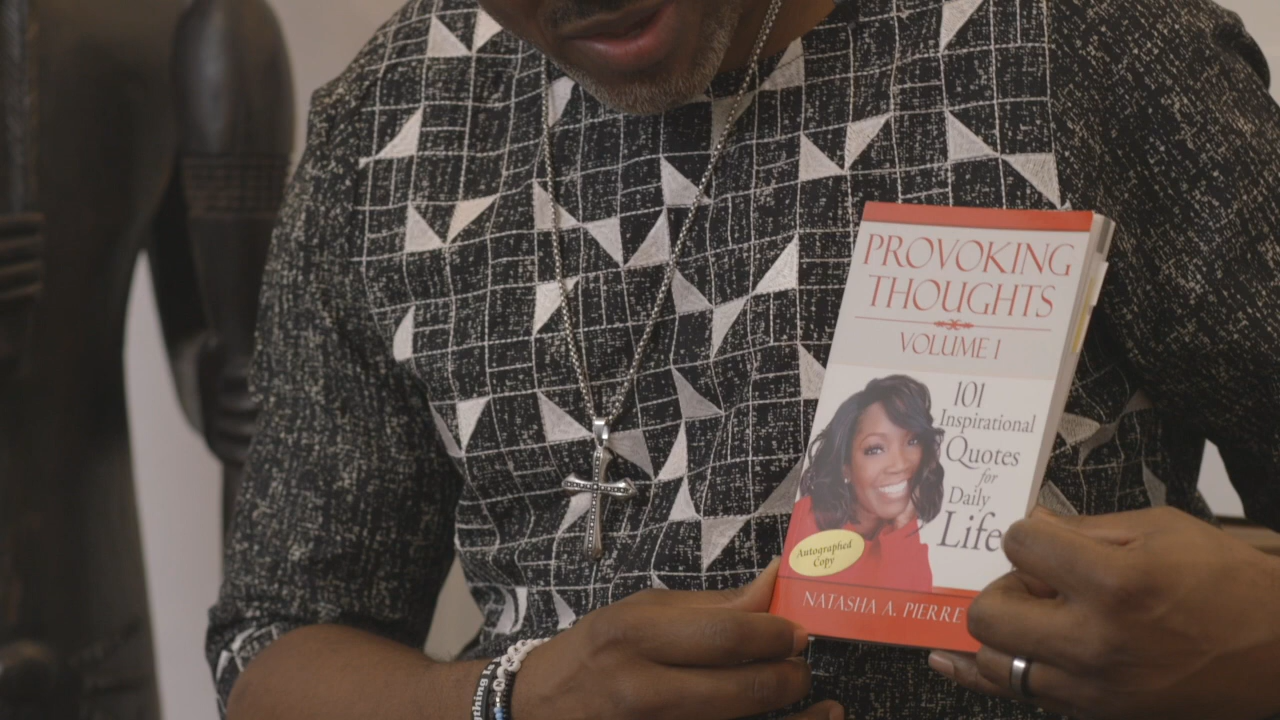 PROVOKING
THOUGHTS
VOLUME 1
101
Inspirational
Quotes
for
Daily
Life
Autographed
Copy
NATASHA A. PIERRE